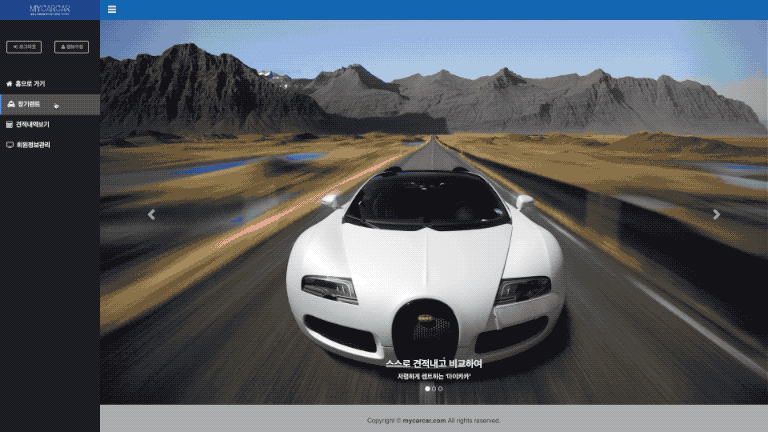 MYCARCAR
로그아웃
정보수정
홈으로 가기
장기렌트
견적내역보기
회원정보관리
스스로 견적내고 비교하여
저렴하게 렌트하는 '마이카카'
Copyright © mycarcar.com All rights reserved.